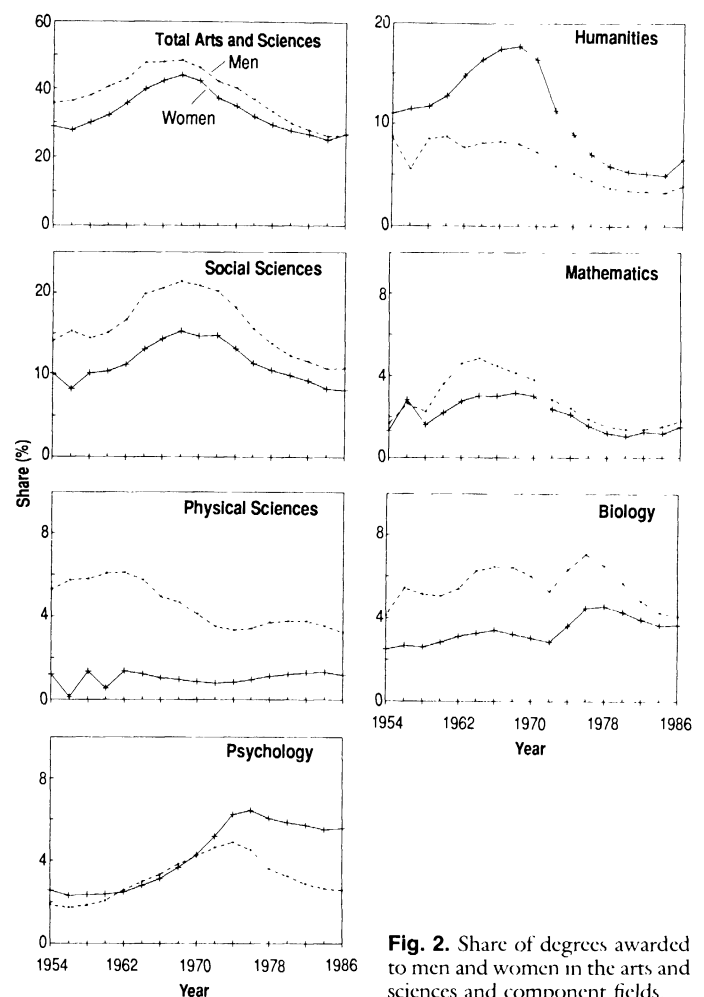 60
40
20
0
Total Arts and Sciences
Men
Women
20
10
0
Humanities
20
10
0
Social Sciences
8
4
0
Mathematics
Share (%)
8
4
0
Physical Sciences
8
4
0
Biology
1954 1962 1970 1978 1986
Year
8
4
0
Psychology
1954 1962 1970 1978 1986
Year
Fig. 2. Share of degrees awarded
to men and women in the arts and
sciences and component fields